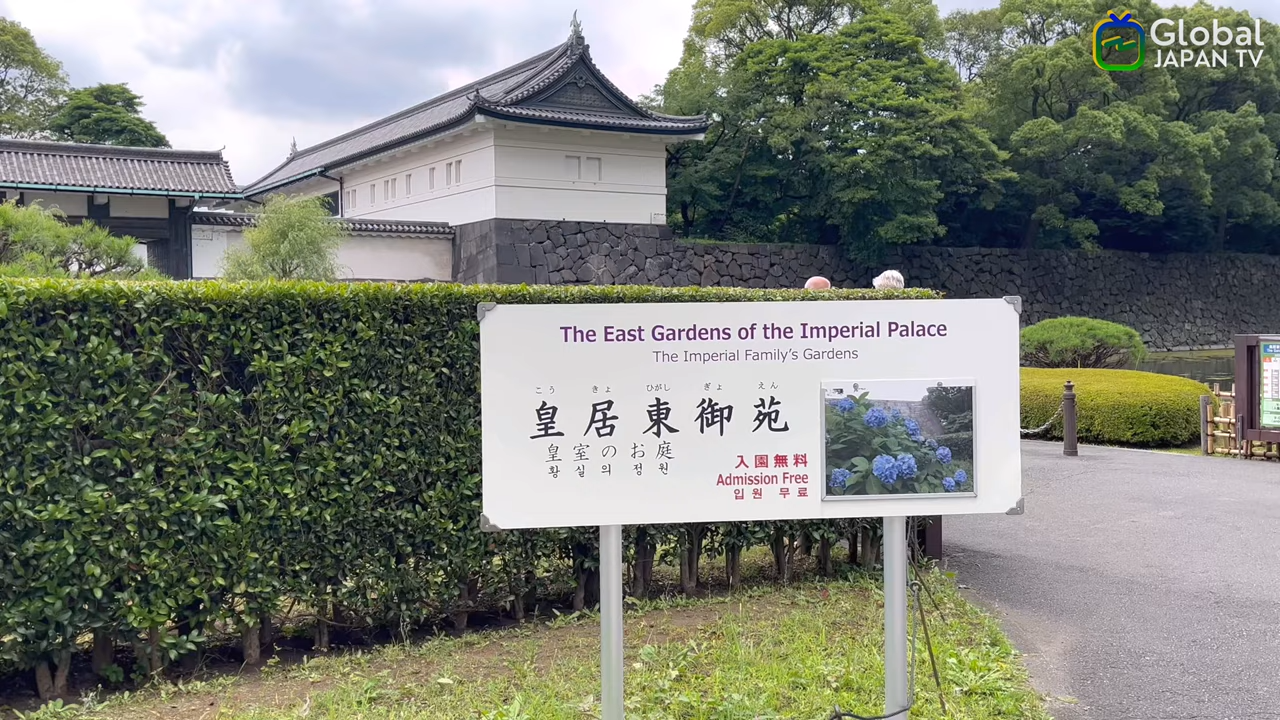 Global
JAPAN TV
The East Gardens of the Imperial Palace
The Imperial Family's Gardens
こう きょ ひがし ぎょ えん
皇居東御苑
皇室のお庭
황실의정원
入園無料
Admission Free
입원 무료